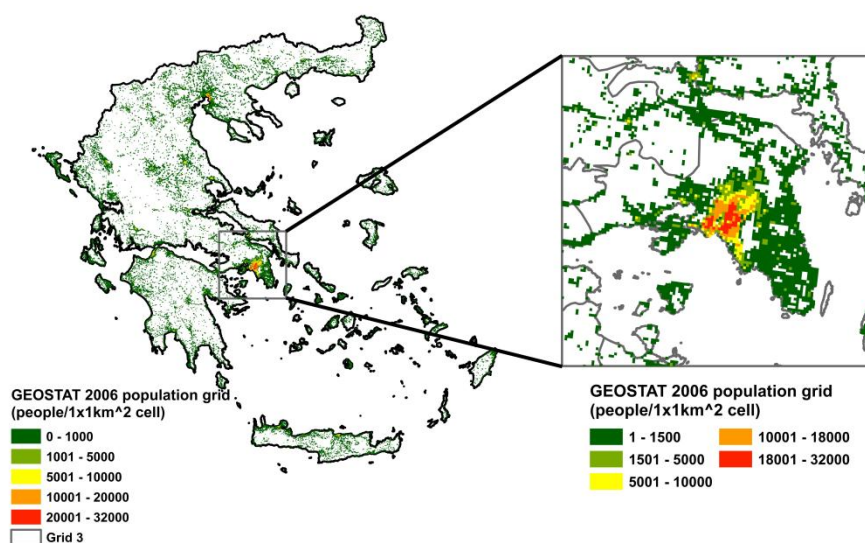 GEOSTAT 2006 population grid
(people/1x1km^2 cell)
0 - 1000
1001 - 5000
5001 - 10000
10001 - 20000
20001 - 32000
Grid 3
GEOSTAT 2006 population grid
(people/1x1km^2 cell)
1 - 1500 10001 - 18000
1501 - 5000 18001 - 32000
5001 - 10000